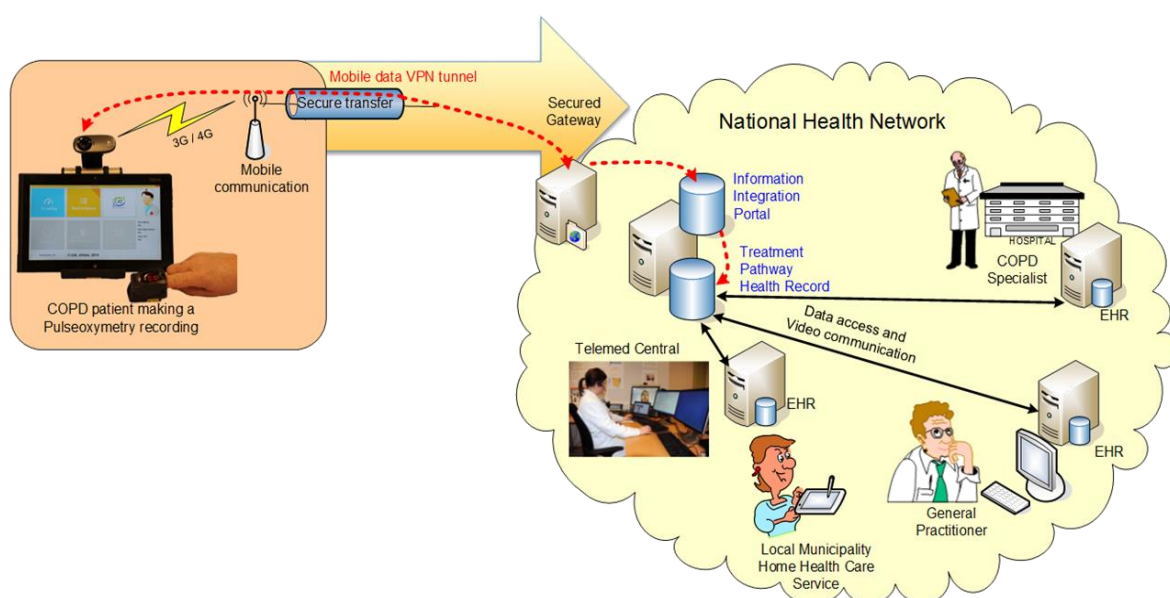 Mobile data VPN tunnel
Secure transfer
3G / 4G
Mobile
communication
COPD patient making a
Pulseoxymetry recording
Secured
Gateway
National Health Network
Information
Integration
Portal
Treatment
Pathway
Health Record
HOSPITAL
COPD
Specialist
EHR
Data access and
Video communication
Telemed Central
EHR
EHR
General
Practitioner
Local Municipality
Home Health Care
Service